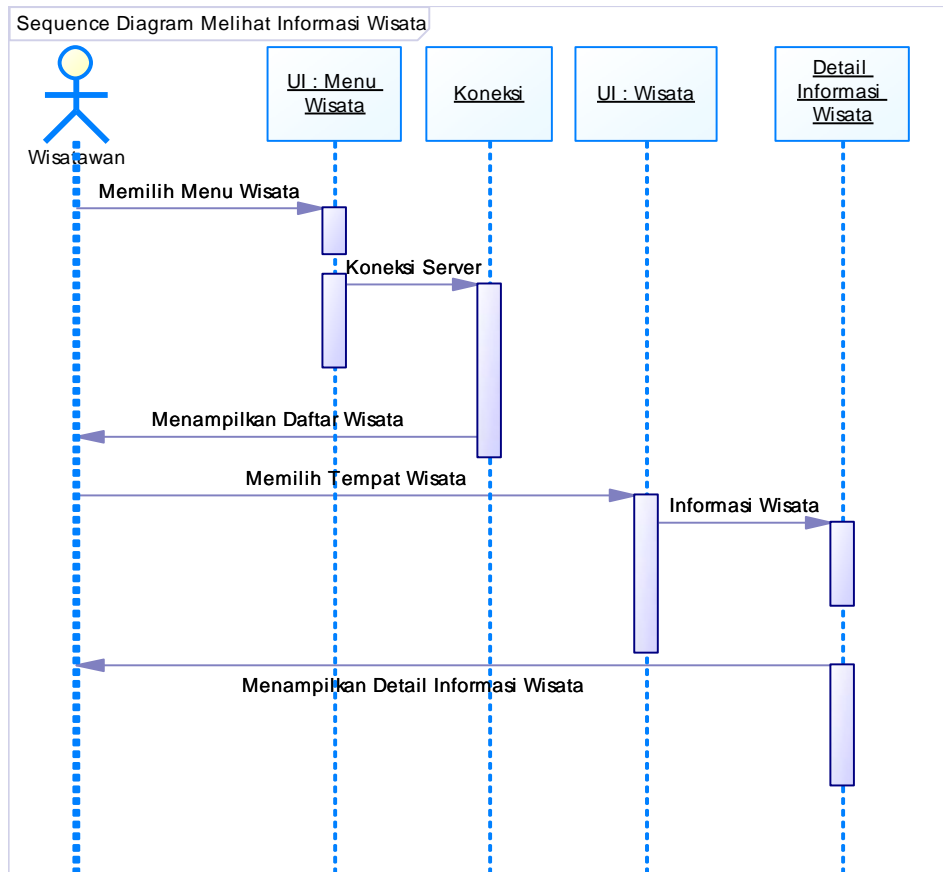 Sequence Diagram Melihat Informasi Wisata
UI : Menu
Wisata
Koneksi
UI : Wisata
Detail
Informasi
Wisata
Wisatawan
Memilih Menu Wisata
Koneksi Server
Menampilkan Daftar Wisata
Memilih Tempat Wisata
Informasi Wisata
Menampilkan Detail Informasi Wisata